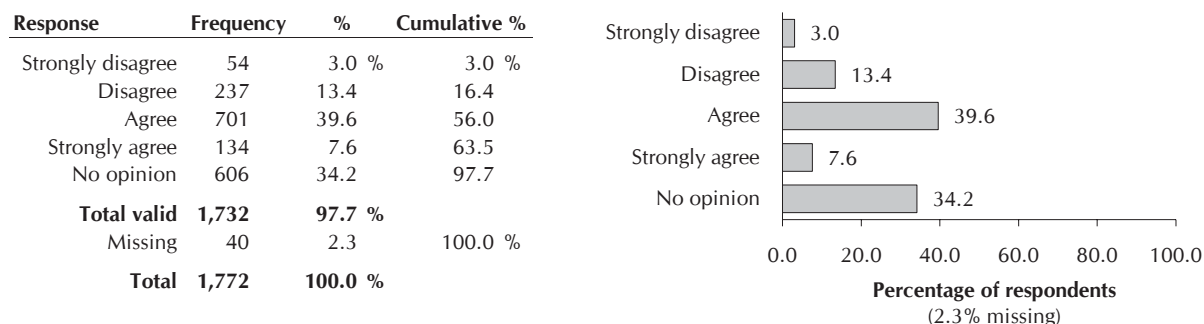 Response Frequency % Cumulative %
Strongly disagree 54 3.0 % 3.0 %
Disagree 237 13.4 16.4
Agree 701 39.6 56.0
Strongly agree 134 7.6 63.5
No opinion 606 34.2 97.7
Total valid 1,732 97.7 %
Missing 40 2.3 100.0 %
Total 1,772 100.0 %
Strongly disagree 3.0
Disagree 13.4
Agree 39.6
Strongly agree 7.6
No opinion 34.2
0.0 20.0 40.0 60.0 80.0 100.0
Percentage of respondents
(2.3% missing)